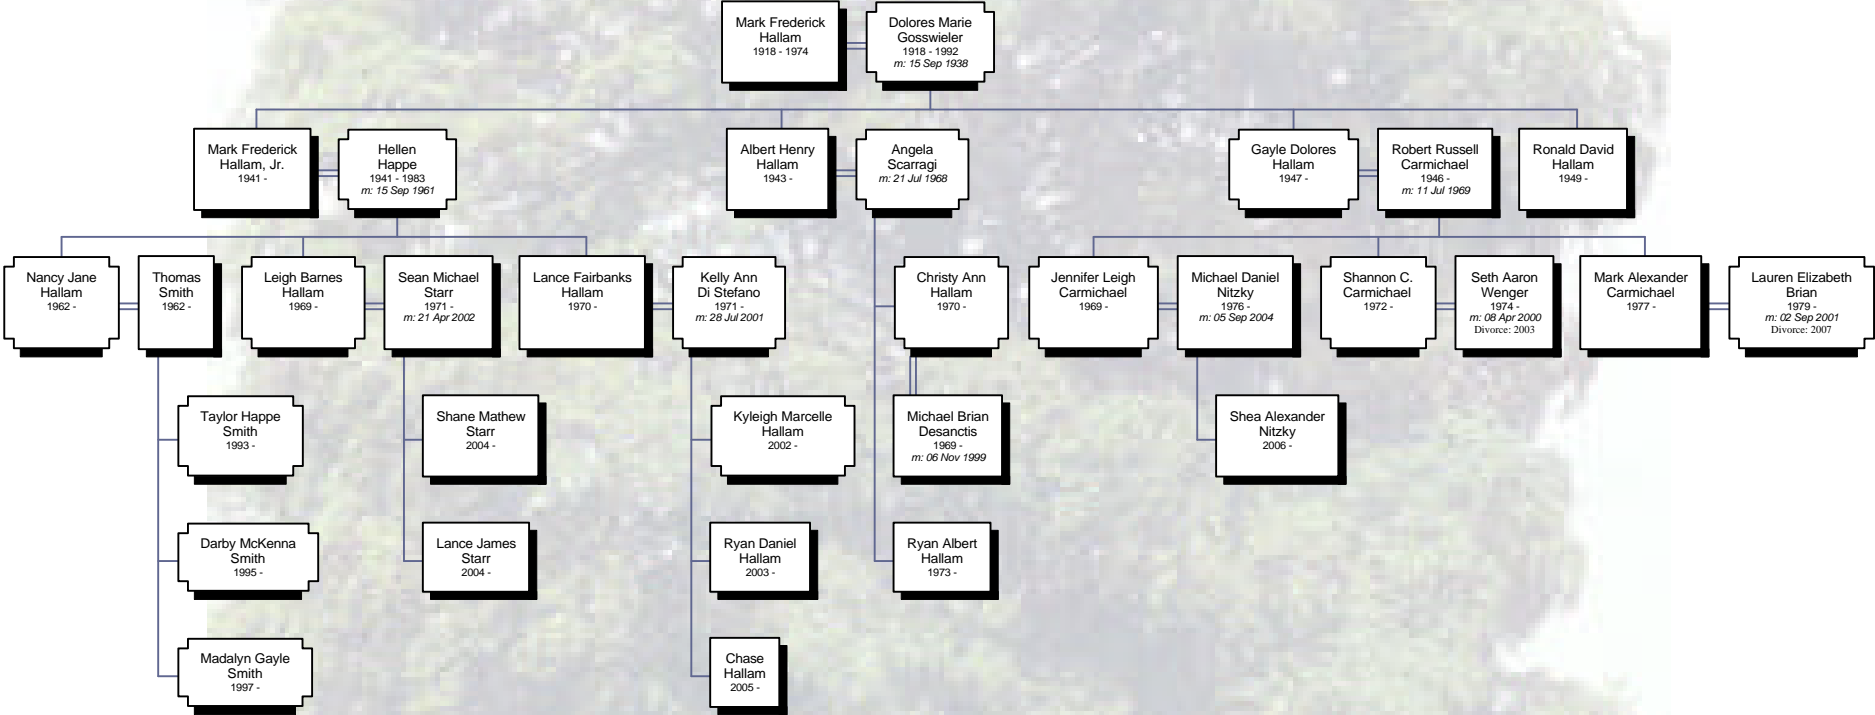 Mark Frederick
Hallam
1918 - 1974
Dolores Marie
Gosswieler
1918 - 1992
m: 15 Sep 1938
Mark Frederick
Hallam, Jr.
1941 -
Hellen
Happe
1941 - 1983
m: 15 Sep 1961
Albert Henry
Hallam
1943 -
Angela
Scarragi
m: 21 Jul 1968
Gayle Dolores
Hallam
1947 -
Robert Russell
Carmichael
1946 -
m: 11 Jul 1969
Ronald David
Hallam
1949 -
Nancy Jane
Hallam
1962 -
Thomas
Smith
1962 -
Leigh Barnes
Hallam
1969 -
Sean Michael
Starr
1971 -
m: 21 Apr 2002
Lance Fairbanks
Hallam
1970 -
Kelly Ann
Di Stefano
1971 -
m: 28 Jul 2001
Christy Ann
Hallam
1970 -
Jennifer Leigh
Carmichael
1969 -
Michael Daniel
Nitzky
1976 -
m: 05 Sep 2004
Shannon C.
Carmichael
1972 -
Seth Aaron
Wenger
1974 -
m: 08 Apr 2000
Divorce: 2003
Mark Alexander
Carmichael
1977 -
Lauren Elizabeth
Brian
1979 -
m: 02 Sep 2001
Divorce: 2007
Taylor Happe
Smith
1993 -
Shane Mathew
Starr
2004 -
Kyleigh Marcelle
Hallam
2002 -
Michael Brian
Desanctis
1969 -
m: 06 Nov 1999
Shea Alexander
Nitzky
2006 -
Darby McKenna
Smith
1995 -
Lance James
Starr
2004 -
Ryan Daniel
Hallam
2003 -
Ryan Albert
Hallam
1973 -
Madalyn Gayle
Smith
1997 -
Chase
Hallam
2005 -